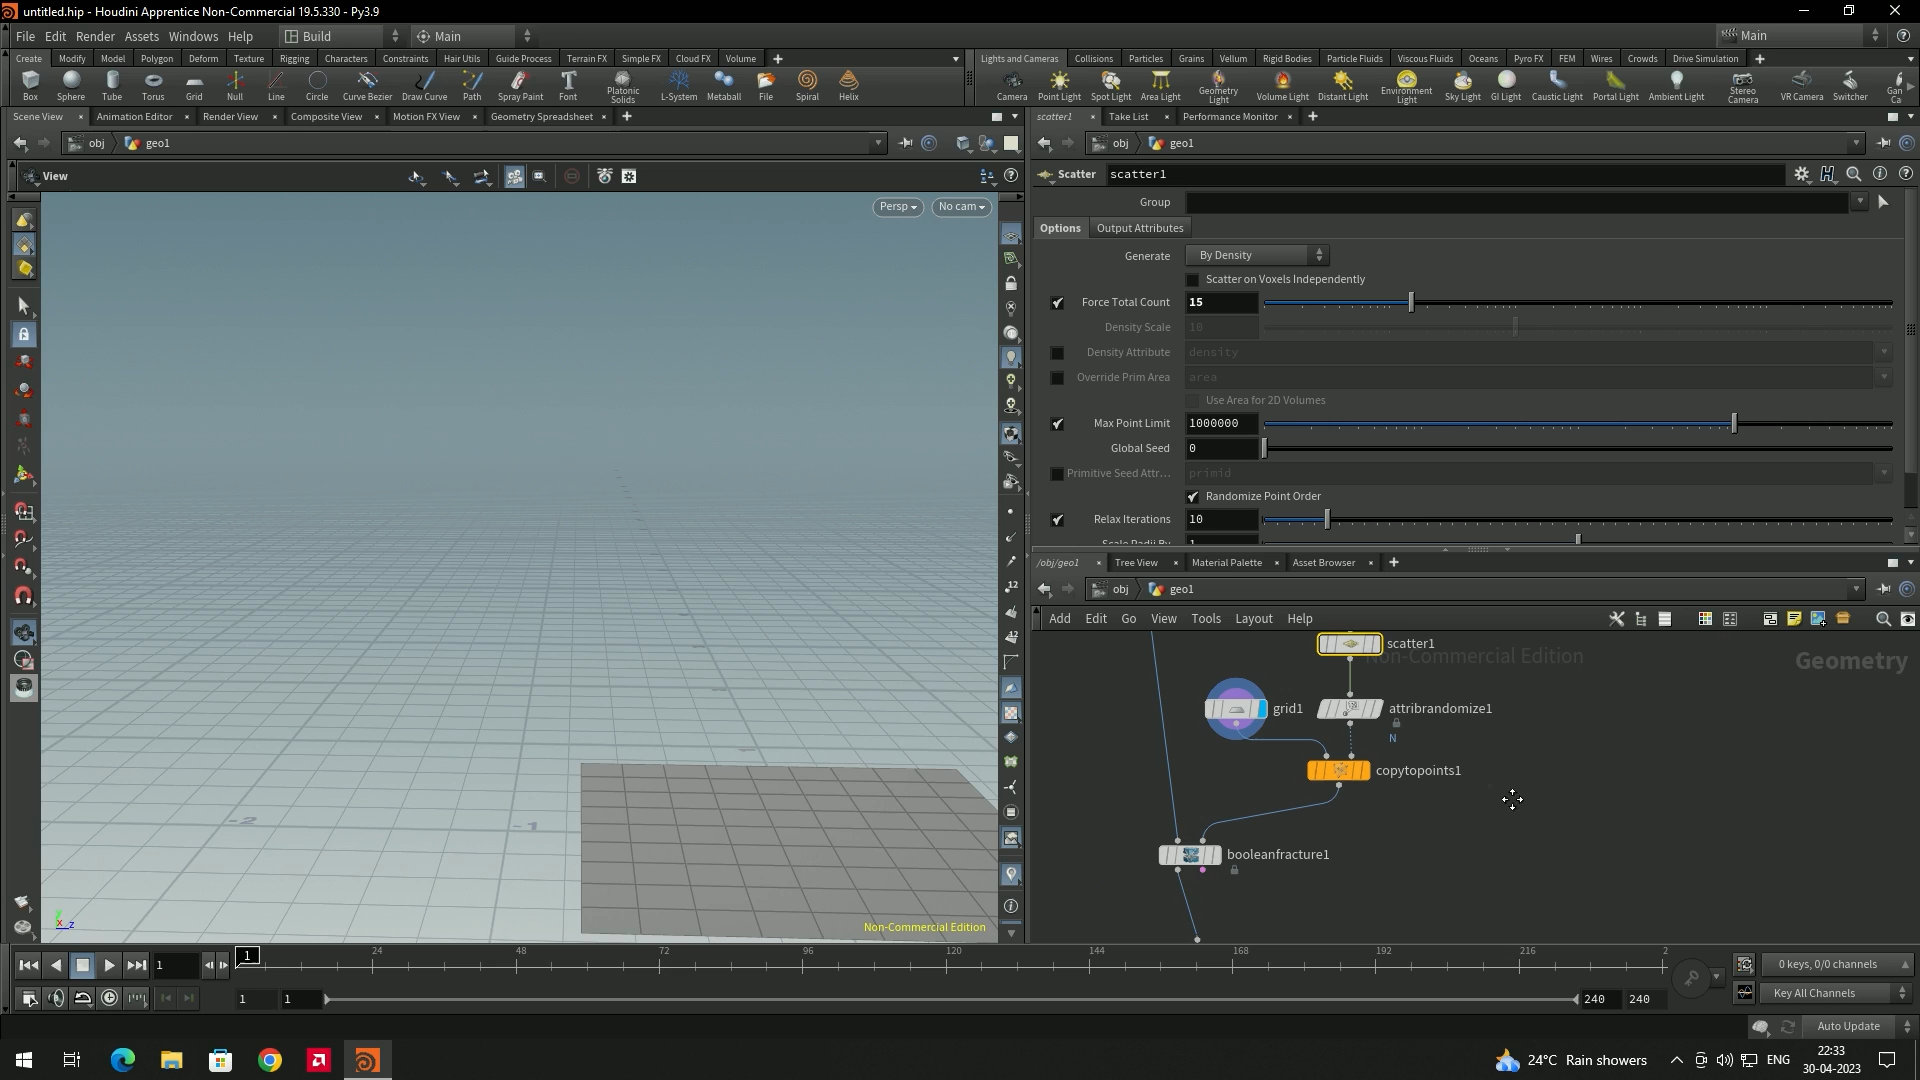 untitled.hip - Houdini Apprentice Non-Commercial 19.5.330 - Py3.9
File Edit Render Assets Windows Help Build Main Main
Create Modify Model Polygon Deform Texture Rigging Characters Constraints Hair Utils Guide Process Terrain FX Simple FX Cloud FX Volume
Lights and Cameras Collisions Particles Grains Vellum Rigid Bodies Particle Fluids Viscous Fluids Oceans Pyro FX FEM Wires Crowds Drive Simulation
Box Sphere Tube Torus Grid Null Line Circle Curve Bezier Draw Curve Path Spray Paint Font Platonic Solids L-System Metaball File Spiral Helix
Camera Point Light Spot Light Area Light Geometry Light Volume Light Distant Light Environment Light Sky Light GI Light Caustic Light Portal Light Ambient Light Stereo Camera VR Camera Switcher Gan Ca
Scene View Animation Editor Render View Composite View Motion FX View Geometry Spreadsheet
scatter1 Take List Performance Monitor
obj geo1
obj geo1
View
Persp No cam
-2
-1
Non-Commercial Edition
Scatter scatter1
Group
Options Output Attributes
Generate By Density
Scatter on Voxels Independently
Force Total Count 15
Density Scale 10
Density Attribute density
Override Prim Area area
Use Area for 2D Volumes
Max Point Limit 1000000
Global Seed 0
Primitive Seed Attr... primid
Randomize Point Order
Relax Iterations 10
Scale Radii By 1
/obj/geo1 Tree View Material Palette Asset Browser
obj geo1
Add Edit Go View Tools Layout Help
scatter1
Non-Commercial Edition
Geometry
grid1 attribrandomize1
N
copytopoints1
booleanfracture1
12
12
1 1 24 48 72 96 120 144 168 192 216 2
0 keys, 0/0 channels
1 1 240 240 Key All Channels
Auto Update
24°C Rain showers ENG 22:33
30-04-2023